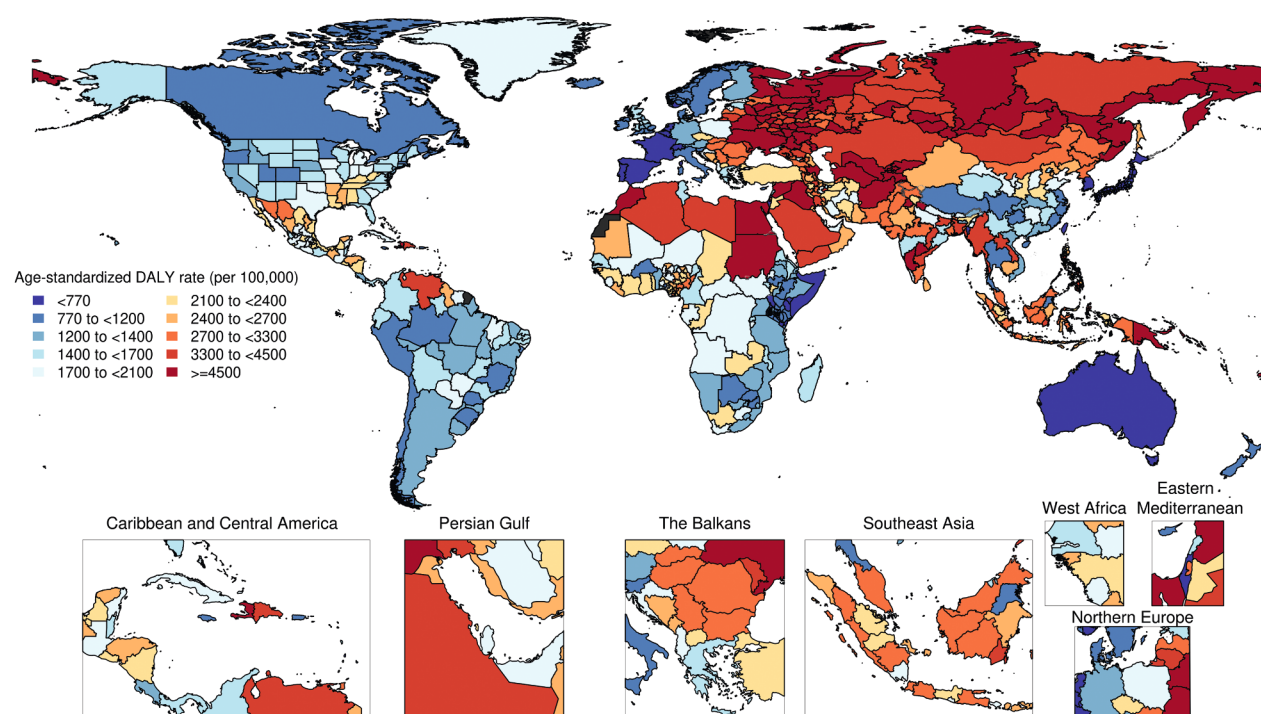 Age-standardized DALY rate (per 100,000)
<770
770 to <1200
1200 to <1400
1400 to <1700
1700 to <2100
2100 to <2400
2400 to <2700
2700 to <3300
3300 to <4500
>=4500
Caribbean and Central America
Persian Gulf
The Balkans
Southeast Asia
West Africa
Eastern
Mediterranean
Northern Europe